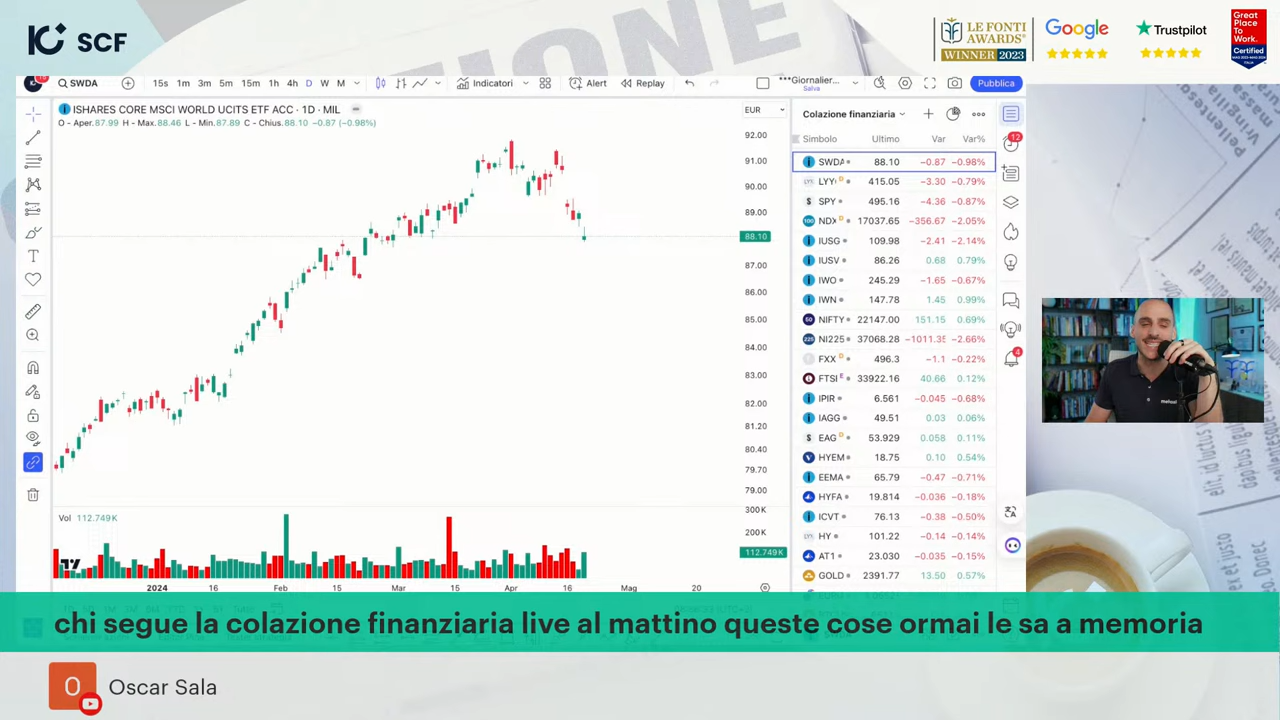 SCF
ZIONE
LE FONTI
AWARDS
WINNER 2023
Google
Trustpilot
Great
Place
To
Work.
Certified
SWDA
15s 1m 3m 5m 15m 1h 4h D W M
Indicatori
Alert
Replay
***Giornalier...
Salva
Pubblica
ISHARES CORE MSCI WORLD UCITS ETF ACC · 1D · MIL
O - Aper.87.99 H - Max.88.46 L - Min.87.89 C - Chius.88.10 −0.87 (−0.98%)
EUR
92.00
91.00
90.00
89.00
88.10
87.00
86.00
85.00
84.00
83.00
82.00
81.20
80.40
79.70
79.00
300K
200K
112.749K
Vol 112.749K
2024 16 Feb 15 Mar 15 Apr 16 Mag 20
Colazione finanziaria
Simbolo Ultimo Var Var%
SWDA 88.10 −0.87 −0.98%
LYY 415.05 −3.30 −0.79%
SPY 495.16 −4.36 −0.87%
NDX 17037.65 −356.67 −2.05%
IUSG 109.98 −2.41 −2.14%
IUSV 86.26 0.68 0.79%
IWO 245.29 −1.65 −0.67%
IWN 147.78 1.45 0.99%
NIFTY 22147.00 151.15 0.69%
NI225 37068.28 −1011.35 −2.66%
FXX 496.3 −1.1 −0.22%
FTSI 33922.16 40.66 0.12%
IPIR 6.561 −0.045 −0.68%
IAGG 49.51 0.03 0.06%
EAG 53.929 0.058 0.11%
HYEM 18.75 0.10 0.54%
EEMA 65.79 −0.47 −0.71%
HYFA 19.814 −0.036 −0.18%
ICVT 76.13 −0.38 −0.50%
HY 101.22 −0.14 −0.14%
AT1 23.030 −0.035 −0.15%
GOLD 2391.77 13.50 0.57%
12
4
chi segue la colazione finanziaria live al mattino queste cose ormai le sa a memoria
O
Oscar Sala